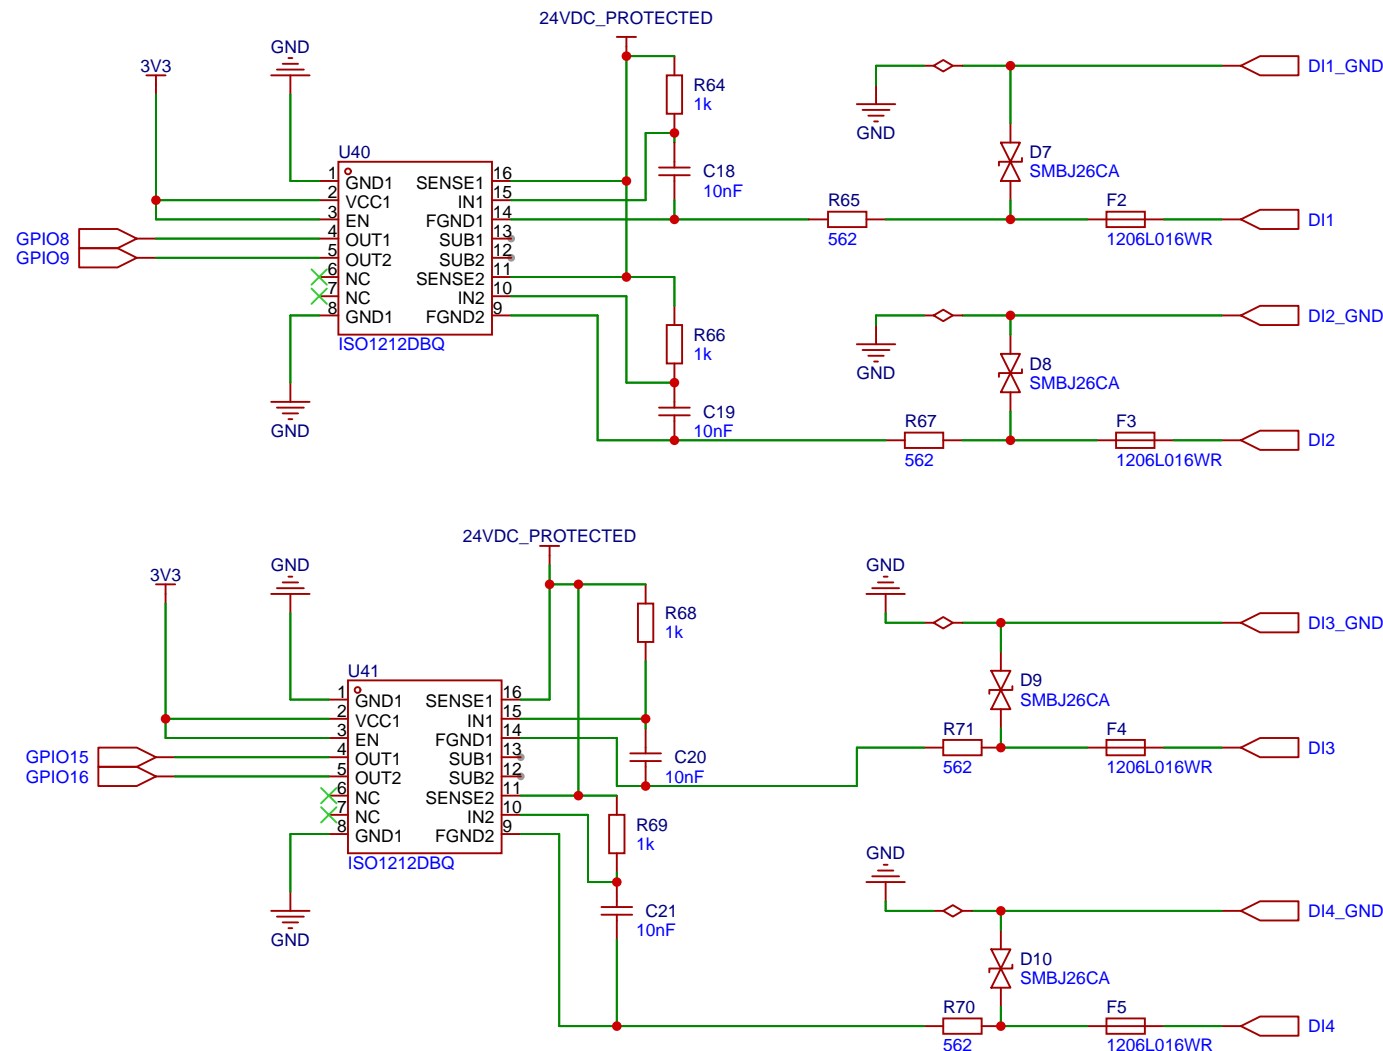 24VDC_PROTECTED
GND
3V3
R64
1k
DI1_GND
GND
U40
C18
10nF
D7
SMBJ26CA
1 GND1 SENSE1 16
2 VCC1 IN1 15
3 EN FGND1 14
4 OUT1 SUB1 13
5 OUT2 SUB2 12
6 NC SENSE2 11
7 NC IN2 10
8 GND1 FGND2 9
ISO1212DBQ
GPIO8
GPIO9
R65
562
F2
1206L016WR
DI1
DI2_GND
GND
R66
1k
D8
SMBJ26CA
GND
C19
10nF
R67
562
F3
1206L016WR
DI2
24VDC_PROTECTED
GND
3V3
GND
R68
1k
DI3_GND
U41
D9
SMBJ26CA
1 GND1 SENSE1 16
2 VCC1 IN1 15
3 EN FGND1 14
4 OUT1 SUB1 13
5 OUT2 SUB2 12
6 NC SENSE2 11
7 NC IN2 10
8 GND1 FGND2 9
ISO1212DBQ
GPIO15
GPIO16
C20
10nF
R71
562
F4
1206L016WR
DI3
R69
1k
GND
C21
10nF
DI4_GND
GND
D10
SMBJ26CA
R70
562
F5
1206L016WR
DI4